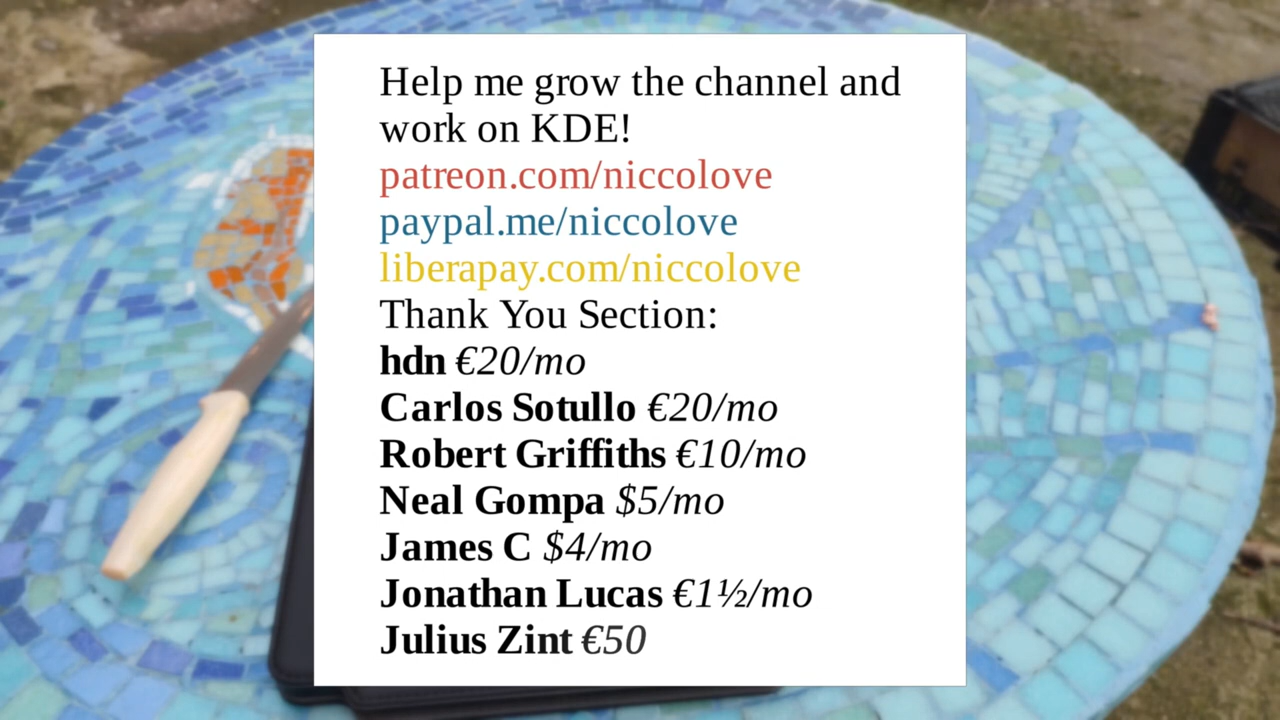 Help me grow the channel and
work on KDE!
patreon.com/niccolove
paypal.me/niccolove
liberapay.com/niccolove
Thank You Section:
hdn €20/mo
Carlos Sotullo €20/mo
Robert Griffiths €10/mo
Neal Gompa $5/mo
James C $4/mo
Jonathan Lucas €1½/mo
Julius Zint €50